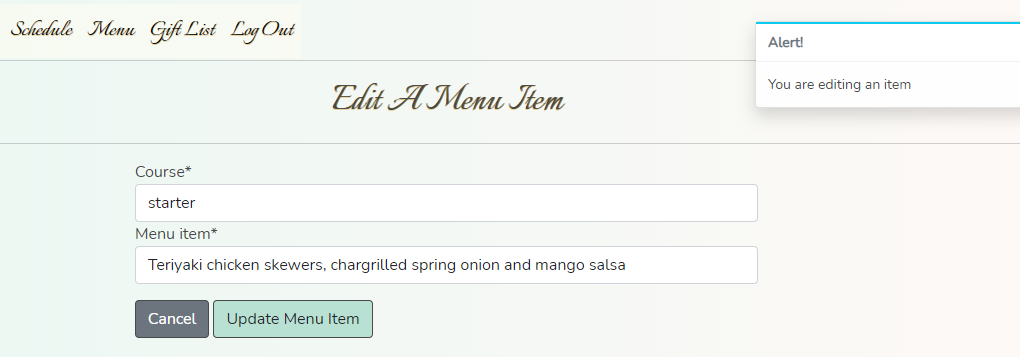 Schedule Menu Gift List Log Out
Alert!
You are editing an item
Edit A Menu Item
Course*
starter
Menu item*
Teriyaki chicken skewers, chargrilled spring onion and mango salsa
Cancel Update Menu Item